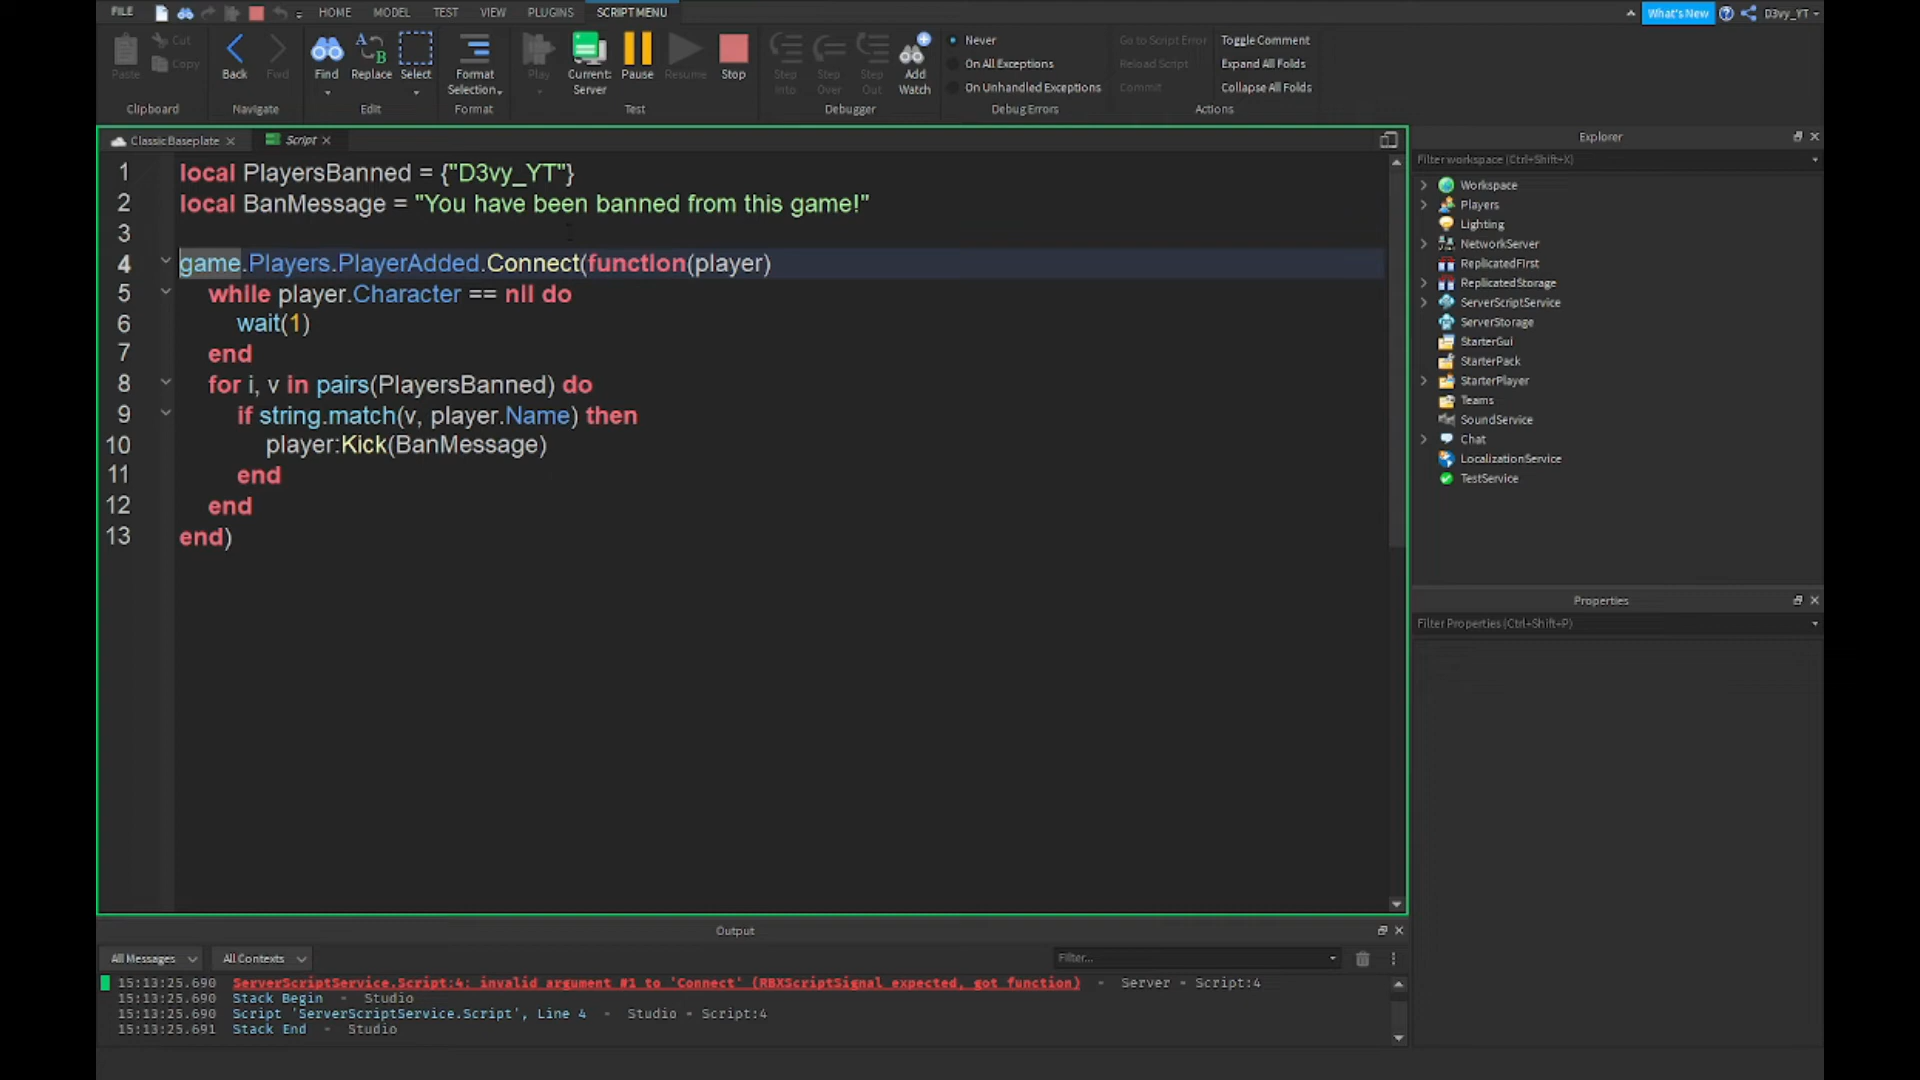 FILE HOME MODEL TEST VIEW PLUGINS SCRIPT MENU What's New D3vy_YT
Paste Cut Copy Back Fwd Find Replace Select Format Selection Play Current: Server Pause Resume Stop Step Into Step Over Step Out Add Watch
Never Go to Script Error Toggle Comment
On All Exceptions Reload Script Expand All Folds
On Unhandled Exceptions Commit Collapse All Folds
Clipboard Navigate Edit Format Test Debugger Debug Errors Actions
ClassicBaseplate Script
1 local PlayersBanned = {"D3vy_YT"}
2 local BanMessage = "You have been banned from this game!"
3
4 game.Players.PlayerAdded.Connect(function(player)
5 while player.Character == nil do
6 wait(1)
7 end
8 for i, v in pairs(PlayersBanned) do
9 if string.match(v, player.Name) then
10 player:Kick(BanMessage)
11 end
12 end
13 end)
Explorer
Filter workspace (Ctrl+Shift+X)
Workspace
Players
Lighting
NetworkServer
ReplicatedFirst
ReplicatedStorage
ServerScriptService
ServerStorage
StarterGui
StarterPack
StarterPlayer
Teams
SoundService
Chat
LocalizationService
TestService
Properties
Filter Properties (Ctrl+Shift+P)
Output
All Messages All Contexts Filter...
15:13:25.690 ServerScriptService.Script:4: invalid argument #1 to 'Connect' (RBXScriptSignal expected, got function) - Server - Script:4
15:13:25.690 Stack Begin - Studio
15:13:25.690 Script 'ServerScriptService.Script', Line 4 - Studio - Script:4
15:13:25.691 Stack End - Studio